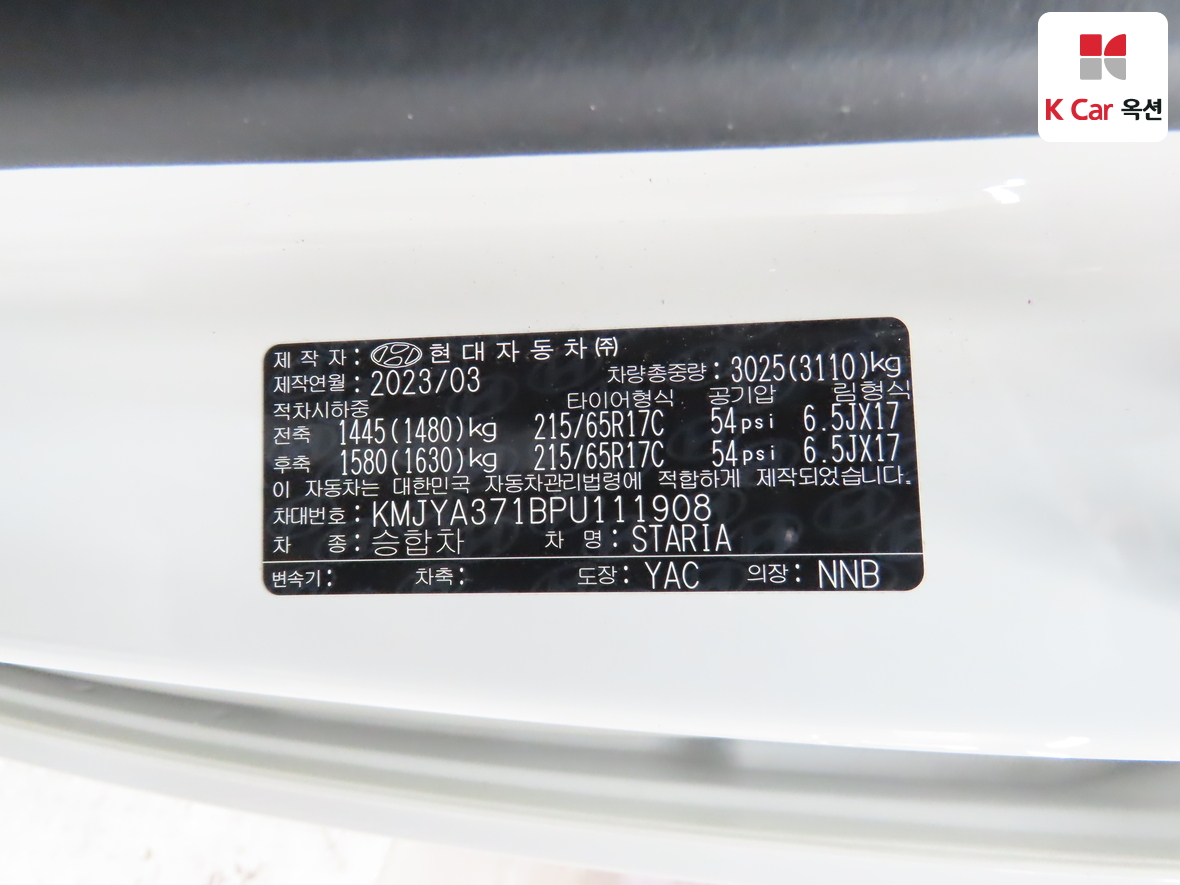 K Car 옥션
제 작 자 : 현 대 자 동 차 ㈜
제작연월 : 2023/03 차량총중량 : 3025(3110)kg
적차시하중 타이어형식 공기압 림형식
전축 1445(1480)kg 215/65R17C 54psi 6.5JX17
후축 1580(1630)kg 215/65R17C 54psi 6.5JX17
이 자동차는 대한민국 자동차관리법령에 적합하게 제작되었습니다.
차대번호 : KMJYA371BPU111908
차 종 : 승합차 차 명 : STARIA
변속기 : 차축 : 도장 : YAC 의장 : NNB